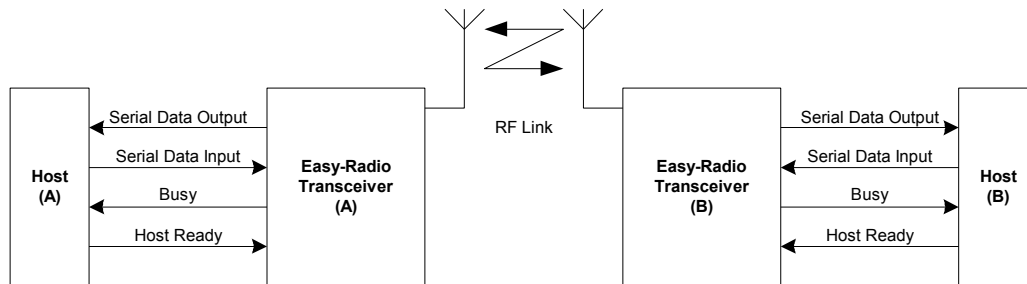 RF Link
Serial Data Output
Serial Data Input
Busy
Host Ready
Host
(A)
Easy-Radio
Transceiver
(A)
Easy-Radio
Transceiver
(B)
Serial Data Output
Serial Data Input
Busy
Host Ready
Host
(B)